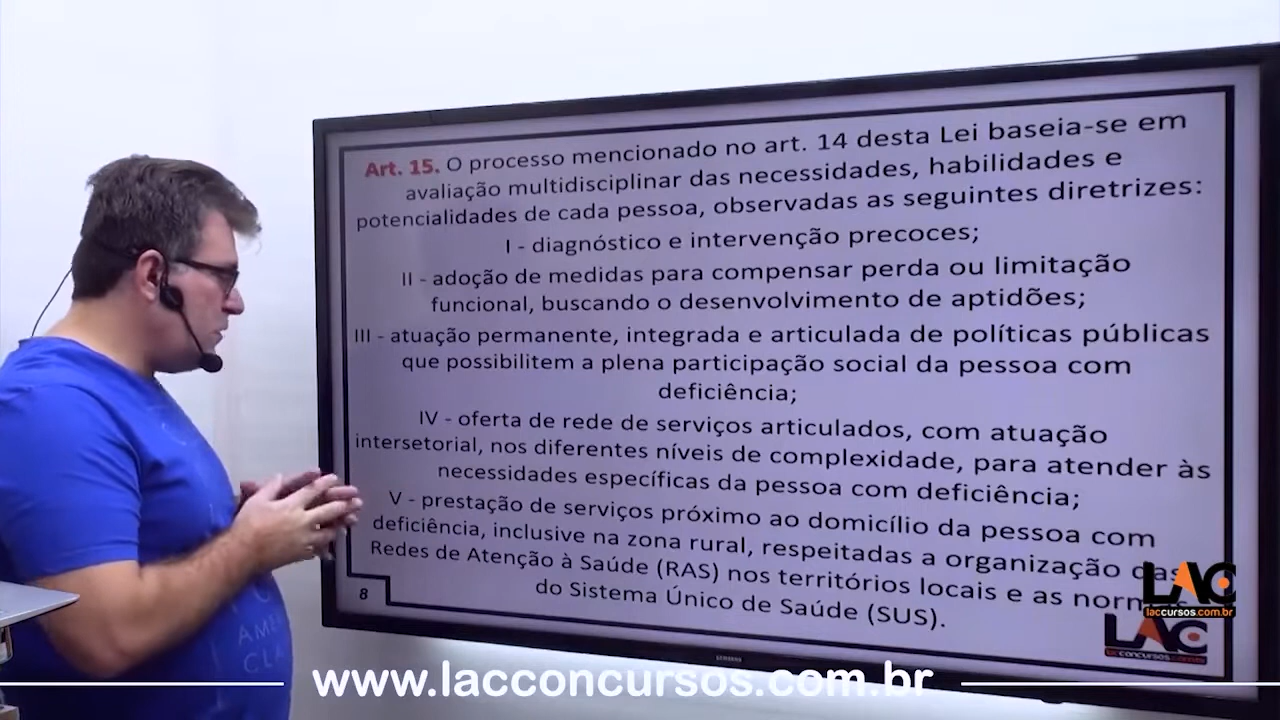 Art. 15. O processo mencionado no art. 14 desta Lei baseia-se em
avaliação multidisciplinar das necessidades, habilidades e
potencialidades de cada pessoa, observadas as seguintes diretrizes:
I - diagnóstico e intervenção precoces;
II - adoção de medidas para compensar perda ou limitação
funcional, buscando o desenvolvimento de aptidões;
III - atuação permanente, integrada e articulada de políticas públicas
que possibilitem a plena participação social da pessoa com
deficiência;
IV - oferta de rede de serviços articulados, com atuação
intersetorial, nos diferentes níveis de complexidade, para atender às
necessidades específicas da pessoa com deficiência;
V - prestação de serviços próximo ao domicílio da pessoa com
deficiência, inclusive na zona rural, respeitadas a organização das
Redes de Atenção à Saúde (RAS) nos territórios locais e as
do Sistema Único de Saúde (SUS).
8
LAC
laccursos.com.br
LAC
SAMSUNG
AME
CL
www.lacconcursos.com.br